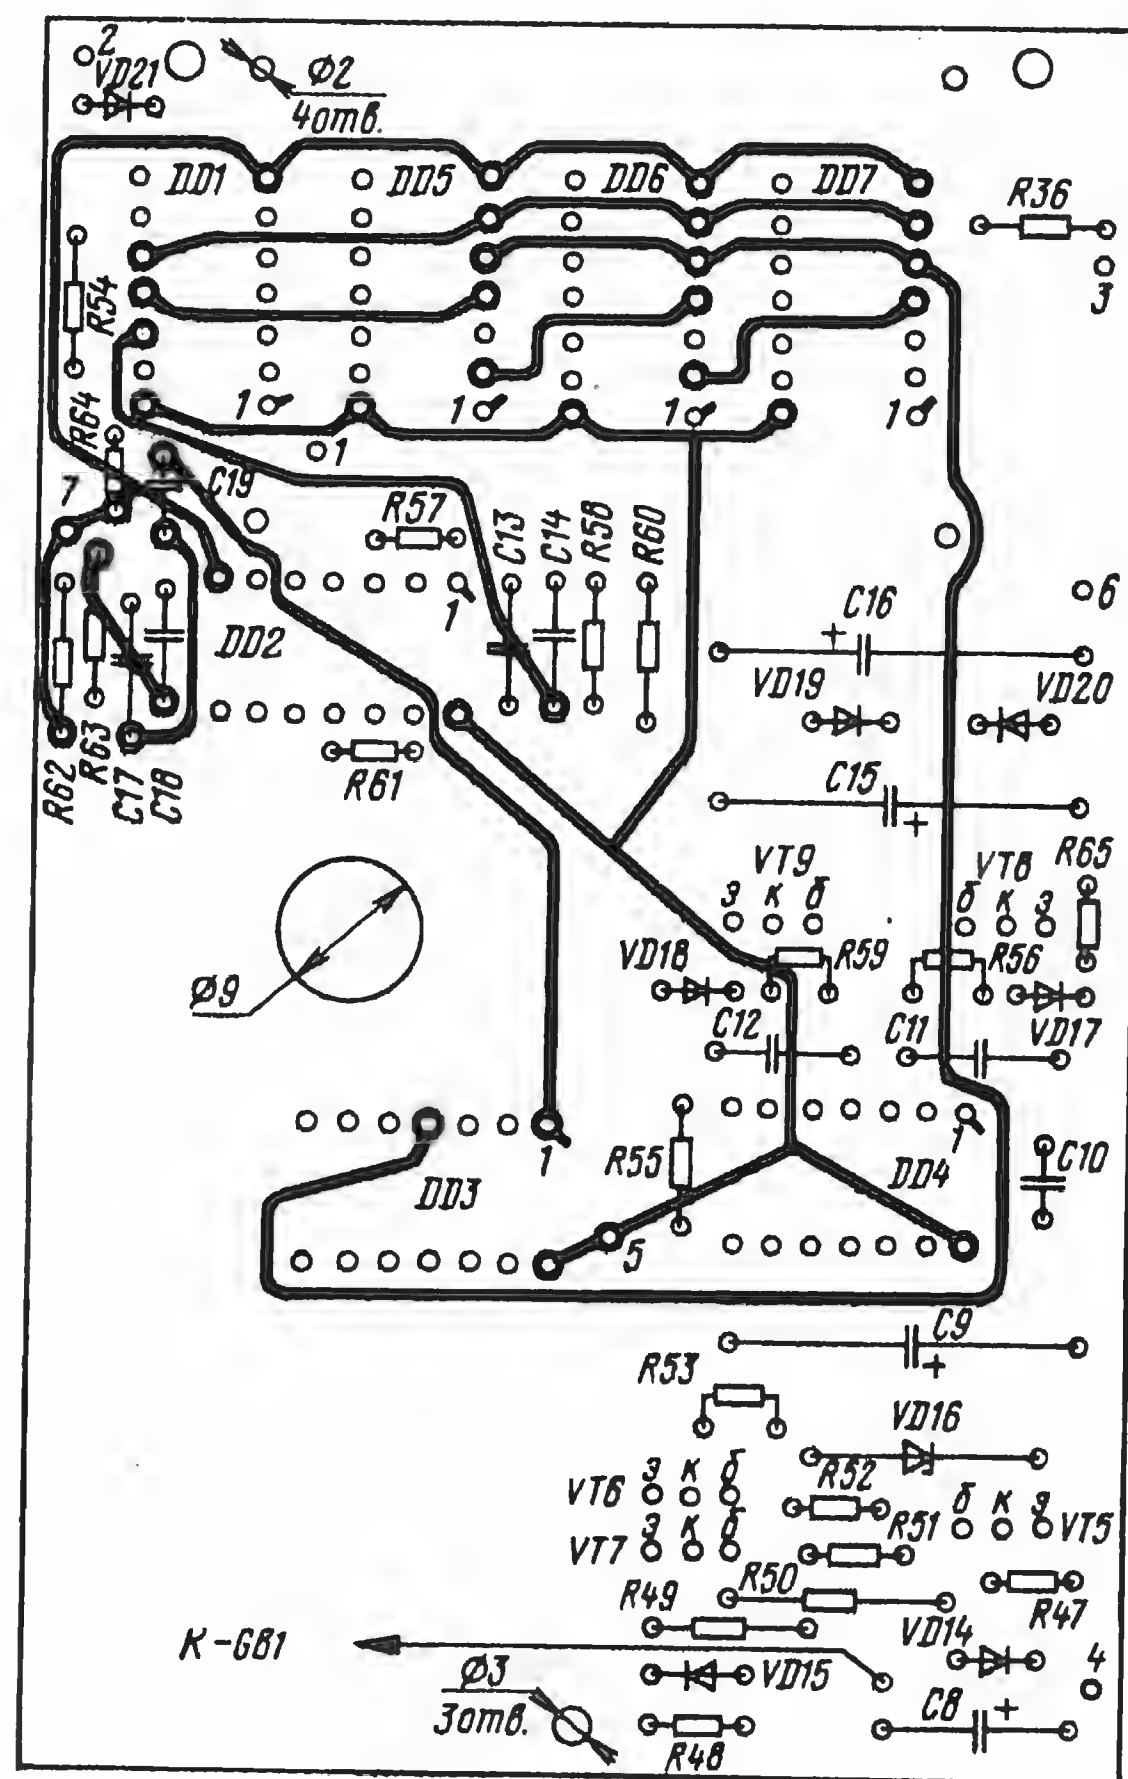 2
VD21
ϕ2
4отв.
DD1
DD5
DD6
DD7
R36
3
R54
1
1
1
1
R64
1
7
C19
R57
C13
C14
R58
R60
1
6
C16
+
DD2
VD19
VD20
R62
R63
C17
C18
R61
C15
+
VT9
э к б
VT8
б к э
R65
ϕ9
VD18
R59
R56
C12
C11
VD17
1
R55
1
C10
DD3
DD4
5
C9
+
R53
VD16
VT6 э к б
R52
VT7 э к б
R51
б к э VT5
R49
R50
R47
К-GB1
VD14
ϕ3
3отв.
VD15
4
C8 +
R48